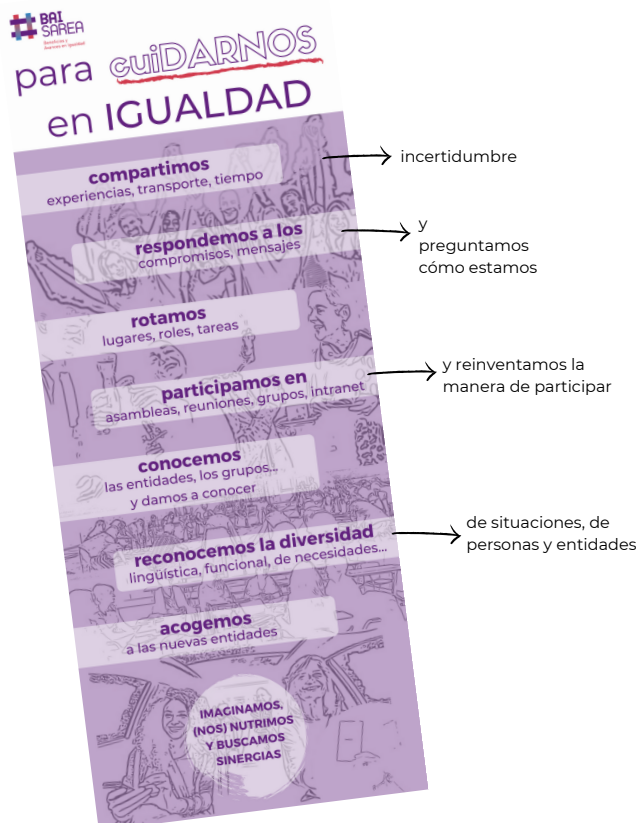 BAI
SAREA
Beneficios y
Avances en Igualdad
para cuiDARNOS
en IGUALDAD
compartimos
experiencias, transporte, tiempo
incertidumbre
respondemos a los
compromisos, mensajes
y
preguntamos
cómo estamos
rotamos
lugares, roles, tareas
participamos en
asambleas, reuniones, grupos, intranet
y reinventamos la
manera de participar
conocemos
las entidades, los grupos...
y damos a conocer
reconocemos la diversidad
lingüística, funcional, de necesidades...
de situaciones, de
personas y entidades
acogemos
a las nuevas entidades
IMAGINAMOS,
(NOS) NUTRIMOS
Y BUSCAMOS
SINERGIAS